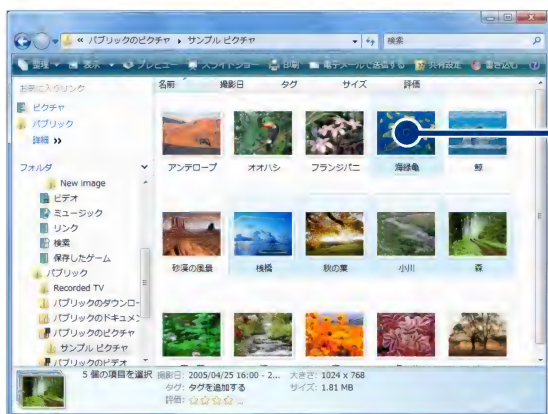 « パブリックのピクチャ ▸ サンプル ピクチャ
検索
整理 表示 プレビュー スライド ショー 印刷 電子メールで送信する 共有設定 書き込む
お気に入りリンク
ピクチャ
パブリック
詳細 »
フォルダ
New image
ビデオ
ミュージック
リンク
検索
保存したゲーム
パブリック
Recorded TV
パブリックのダウンロー
パブリックのドキュメン
パブリックのピクチャ
サンプル ピクチャ
パブリックのビデオ
名前 撮影日 タグ サイズ 評価
アンテロープ オオハシ フランジパニ 海緑亀 鯨
砂漠の風景 桟橋 秋の葉 小川 森
5 個の項目を選択 撮影日: 2005/04/25 16:00 - 2... 大きさ: 1024 x 768
タグ: タグを追加する サイズ: 1.81 MB
評価: ☆☆☆☆ ...